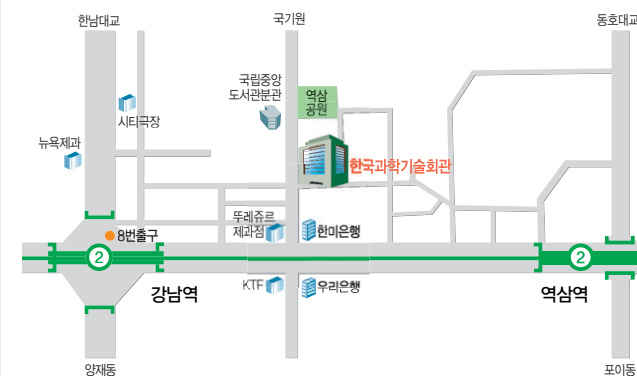 한남대교
국기원
동호대교
국립중앙
도서관분관
역삼
공원
시티극장
뉴욕제과
한국과학기술회관
뚜레쥬르
제과점
한미은행
8번출구
2
2
강남역
KTF
우리은행
역삼역
양재동
포이동